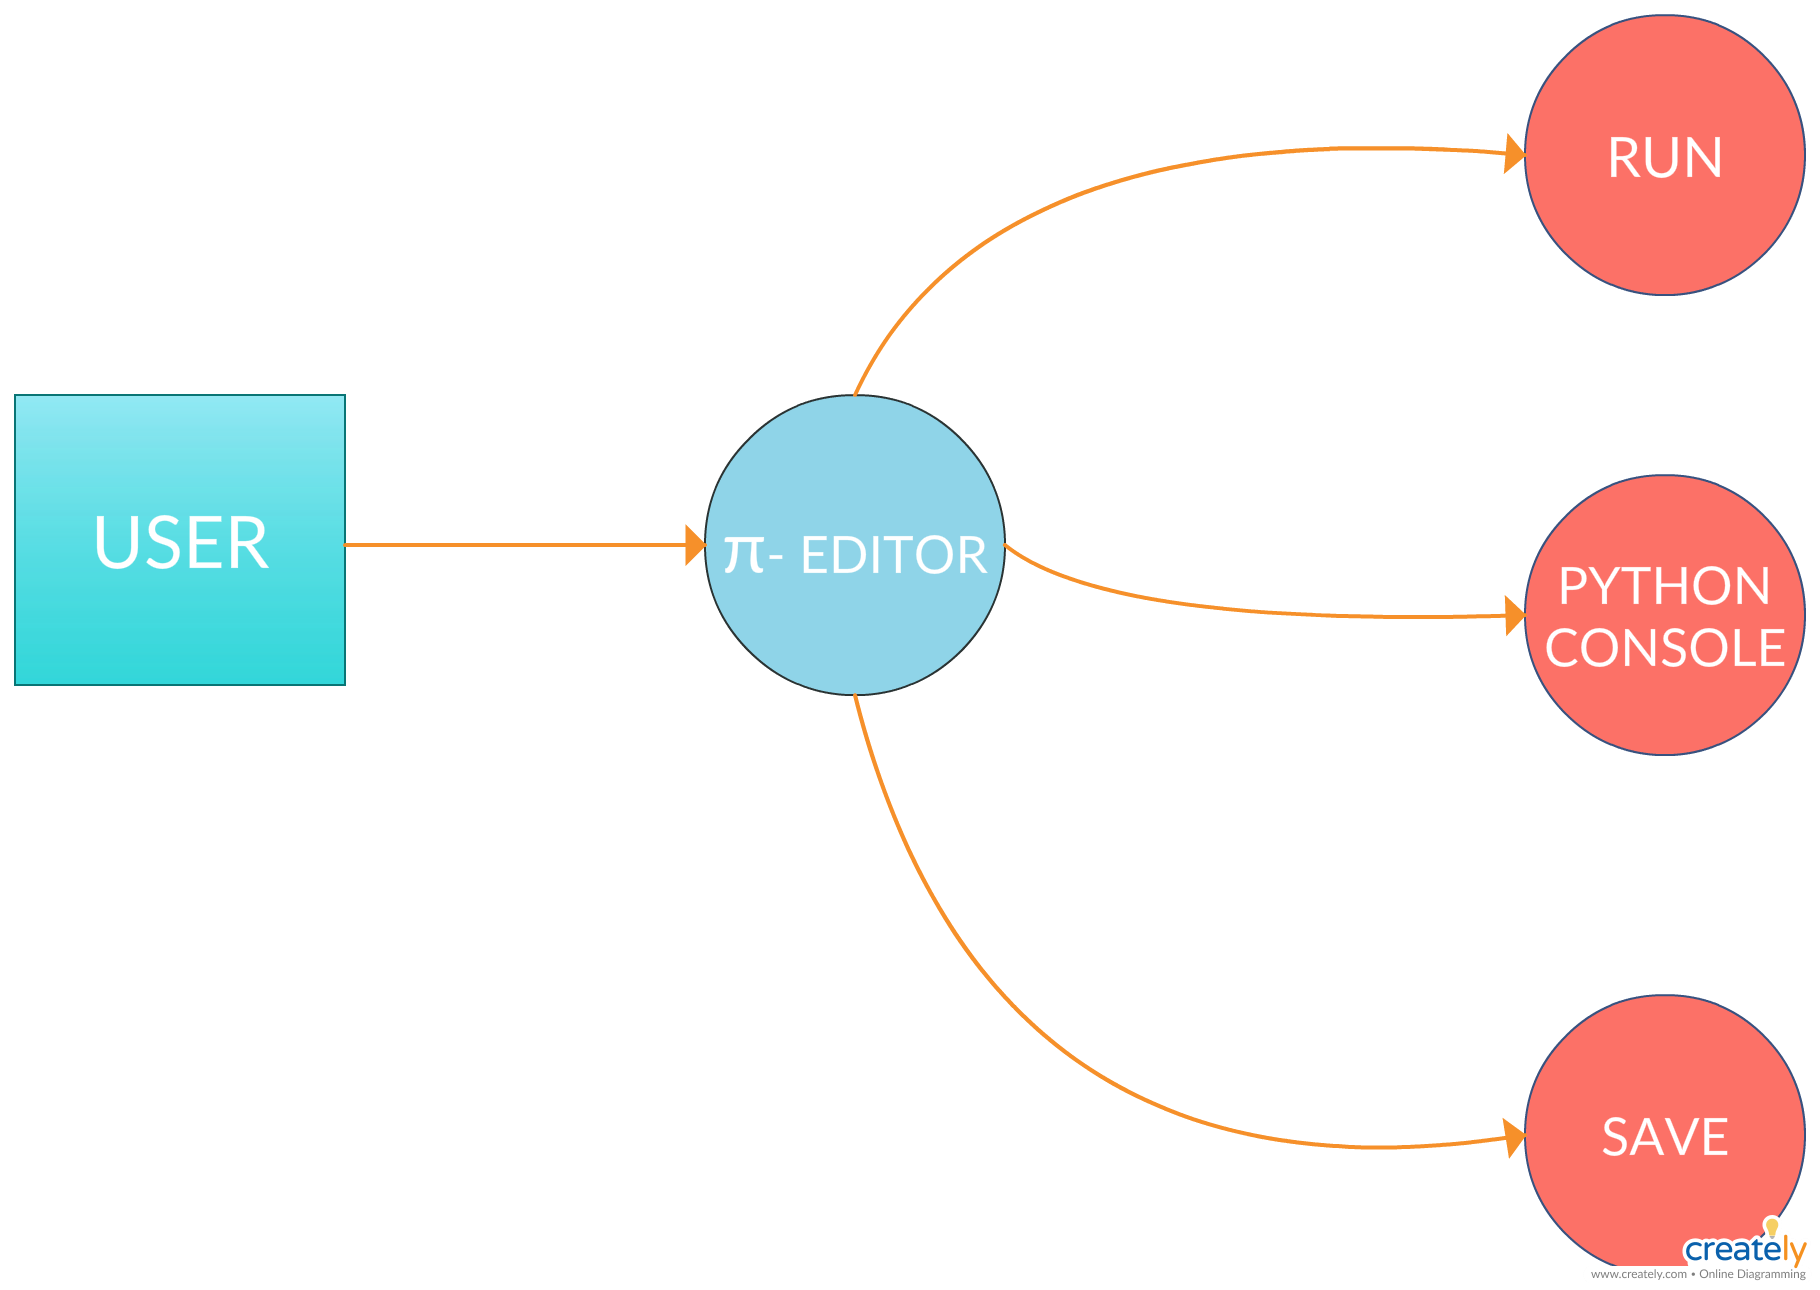 RUN
USER
π- EDITOR
PYTHON
CONSOLE
SAVE
creately
www.creately.com • Online Diagramming